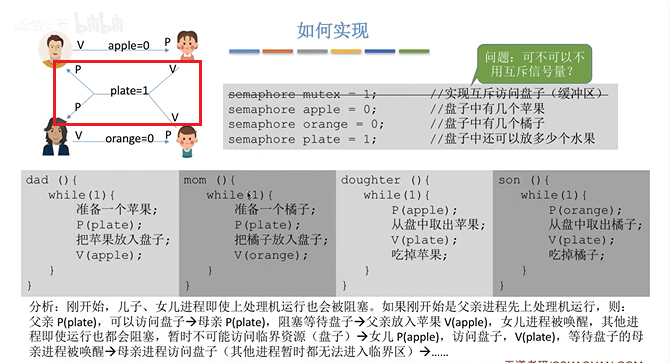 如何实现
V apple=0 P
P V
plate=1
P V
V orange=0 P
问题：可不可以不
用互斥信号量？
semaphore mutex = 1; //实现互斥访问盘子（缓冲区）
semaphore apple = 0; //盘子中有几个苹果
semaphore orange = 0; //盘子中有几个橘子
semaphore plate = 1; //盘子中还可以放多少个水果
dad (){
while(1){
准备一个苹果;
P(plate);
把苹果放入盘子;
V(apple);
}
}
mom (){
while(1){
准备一个橘子;
P(plate);
把橘子放入盘子;
V(orange);
}
}
doughter (){
while(1){
P(apple);
从盘中取出苹果;
V(plate);
吃掉苹果;
}
}
son (){
while(1){
P(orange);
从盘中取出橘子;
V(plate);
吃掉橘子;
}
}
分析：刚开始，儿子、女儿进程即使上处理机运行也会被阻塞。如果刚开始是父亲进程先上处理机运行，则：
父亲 P(plate)，可以访问盘子→母亲 P(plate)，阻塞等待盘子→父亲放入苹果 V(apple)，女儿进程被唤醒，其他进
程即使运行也都会阻塞，暂时不可能访问临界资源（盘子）→女儿 P(apple)，访问盘子，V(plate)，等待盘子的母
亲进程被唤醒→母亲进程访问盘子（其他进程暂时都无法进入临界区）→……